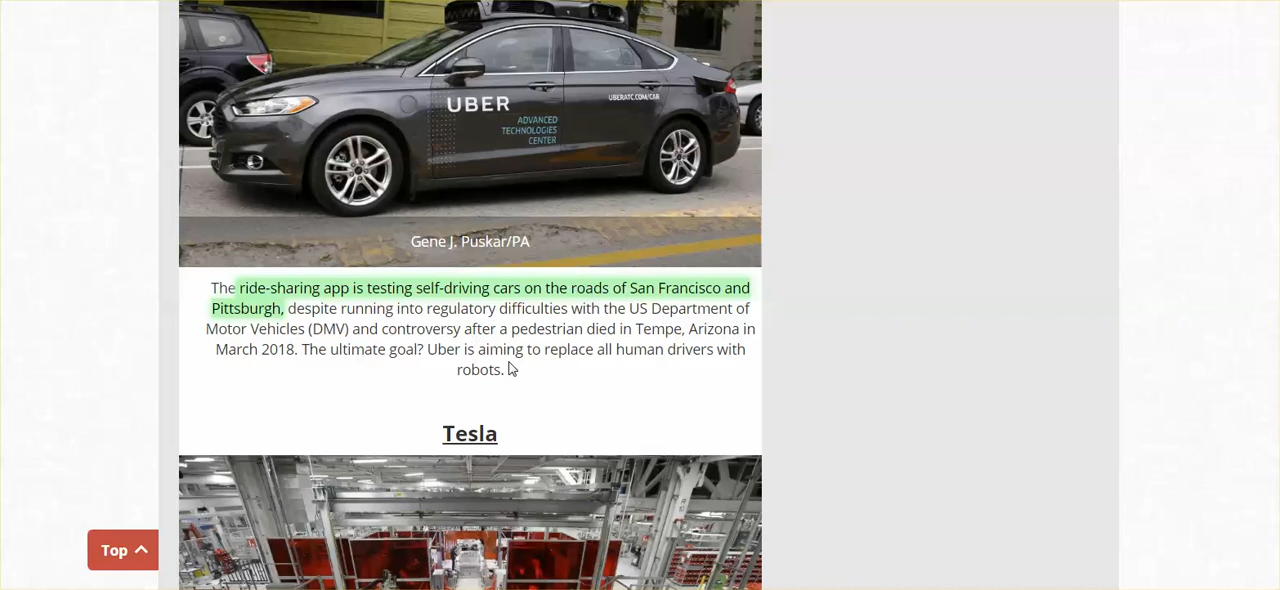 UBER
UBERATC.COM/CAR
ADVANCED
TECHNOLOGIES
CENTER
Gene J. Puskar/PA
The ride-sharing app is testing self-driving cars on the roads of San Francisco and
Pittsburgh, despite running into regulatory difficulties with the US Department of
Motor Vehicles (DMV) and controversy after a pedestrian died in Tempe, Arizona in
March 2018. The ultimate goal? Uber is aiming to replace all human drivers with
robots.
Tesla
Top